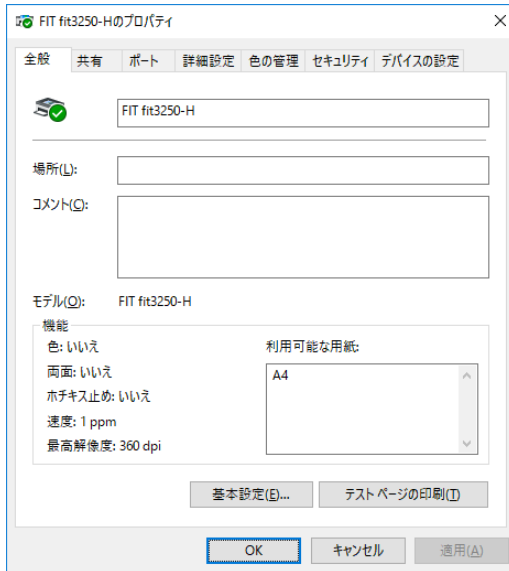 FIT fit3250-Hのプロパティ
全般 共有 ポート 詳細設定 色の管理 セキュリティ デバイスの設定
FIT fit3250-H
場所(L):
コメント(C):
モデル(O): FIT fit3250-H
機能
色: いいえ
両面: いいえ
ホチキス止め: いいえ
速度: 1 ppm
最高解像度: 360 dpi
利用可能な用紙:
A4
基本設定(E)... テスト ページの印刷(T)
OK キャンセル 適用(A)